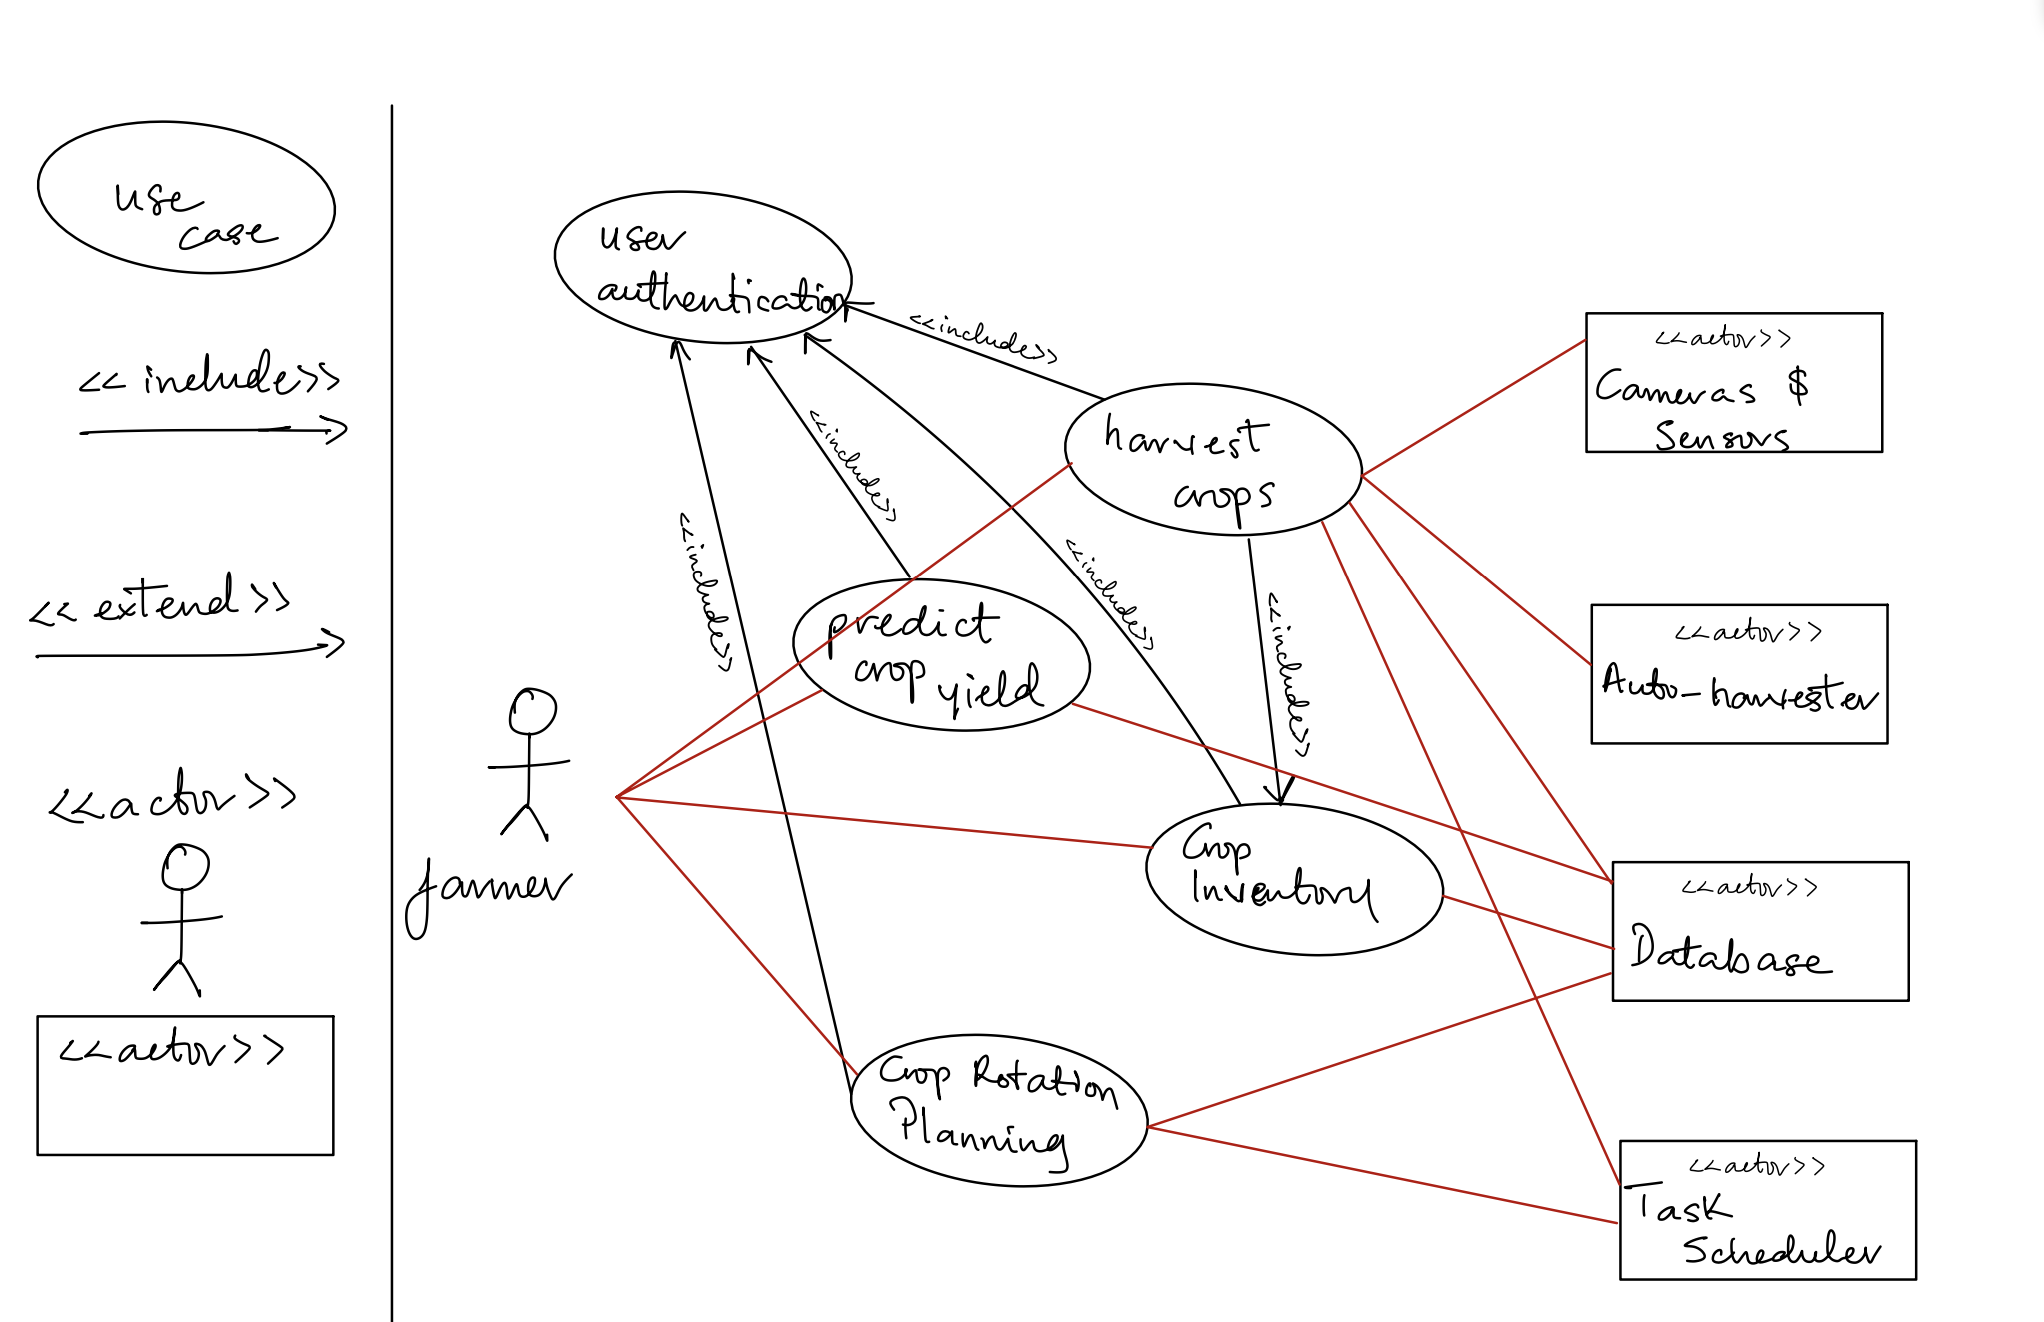 use
case
<<include>>
<<extend>>
<<actor>>
<<actor>>
user
authentication
<<include>>
<<include>>
<<include>>
<<include>>
<<include>>
harvest
crops
predict
crop yield
farmer
Crop
Inventory
Crop Rotation
Planning
<<actor>>
Cameras $
Sensors
<<actor>>
Auto-harvester
<<actor>>
Database
<<actor>>
Task
Scheduler